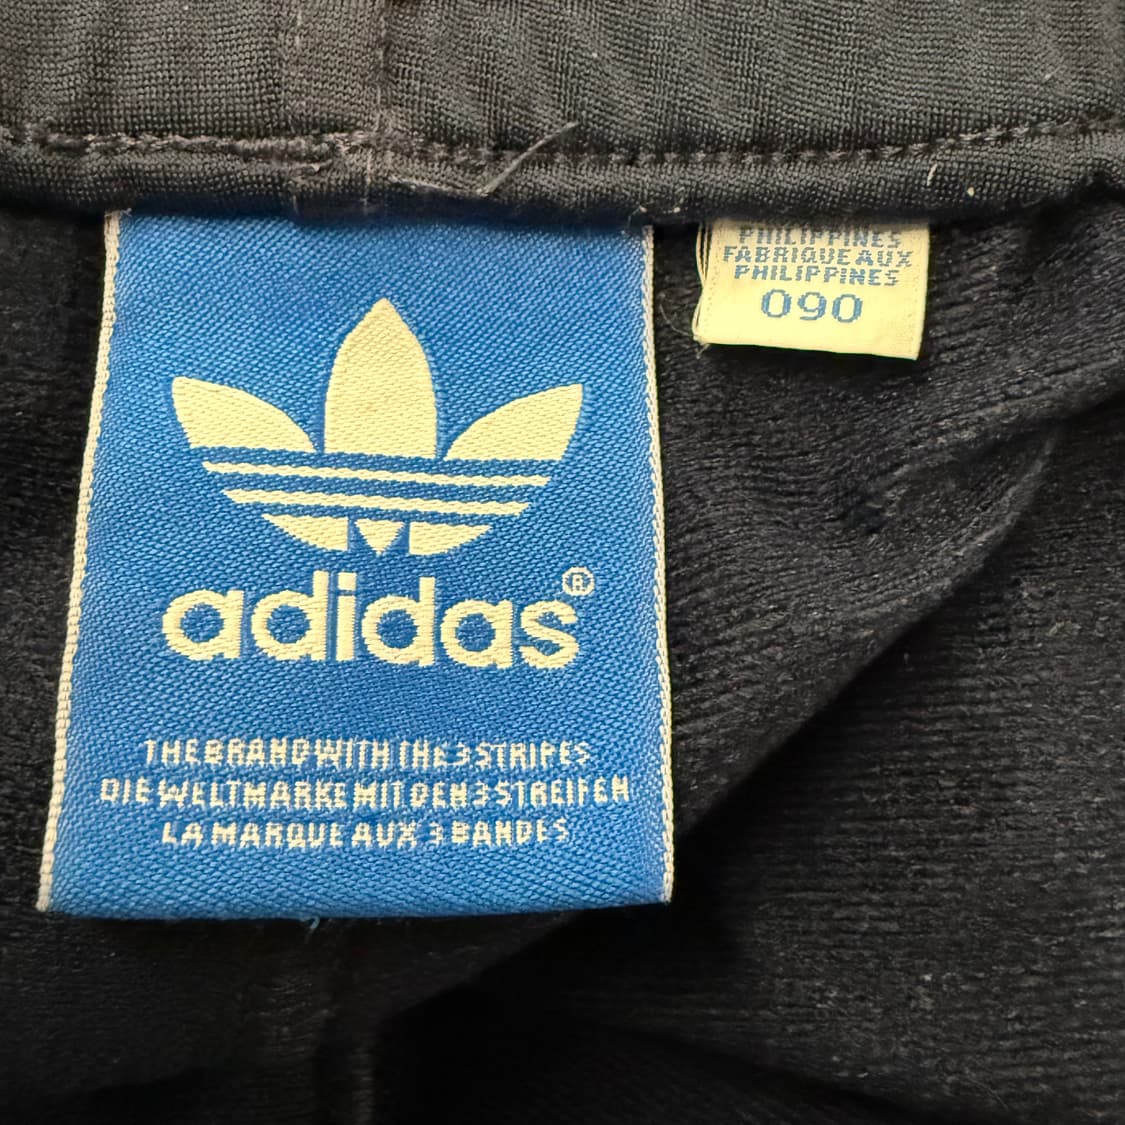 adidas®
THE BRAND WITH THE 3 STRIPES
DIE WELTMARKE MIT DEN 3 STREIFEN
LA MARQUE AUX 3 BANDES
PHILIPPINES
FABRIQUE AUX
PHILIPPINES
090